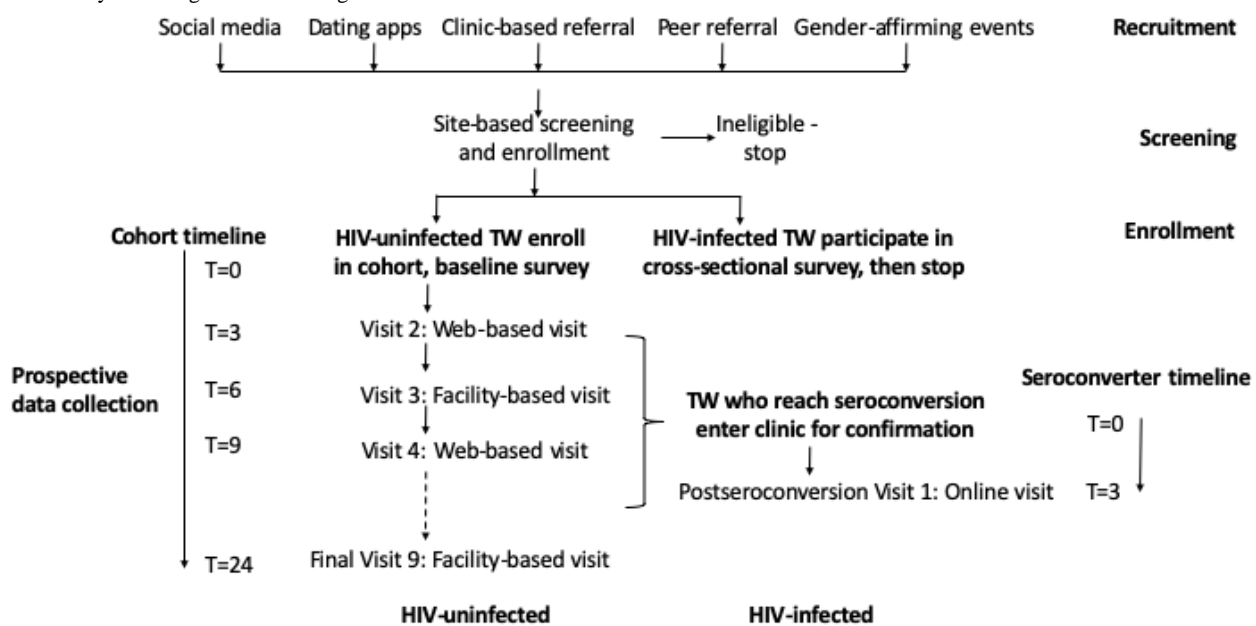 Social media Dating apps Clinic-based referral Peer referral Gender-affirming events Recruitment
Site-based screening
and enrollment
Ineligible -
stop
Screening
Cohort timeline
HIV-uninfected TW enroll
in cohort, baseline survey
HIV-infected TW participate in
cross-sectional survey, then stop
Enrollment
T=0
T=3
Visit 2: Web-based visit
Prospective
data collection
T=6
Visit 3: Facility-based visit
T=9
Visit 4: Web-based visit
TW who reach seroconversion
enter clinic for confirmation
Seroconverter timeline
T=0
Postseroconversion Visit 1: Online visit
T=3
T=24
Final Visit 9: Facility-based visit
HIV-uninfected
HIV-infected